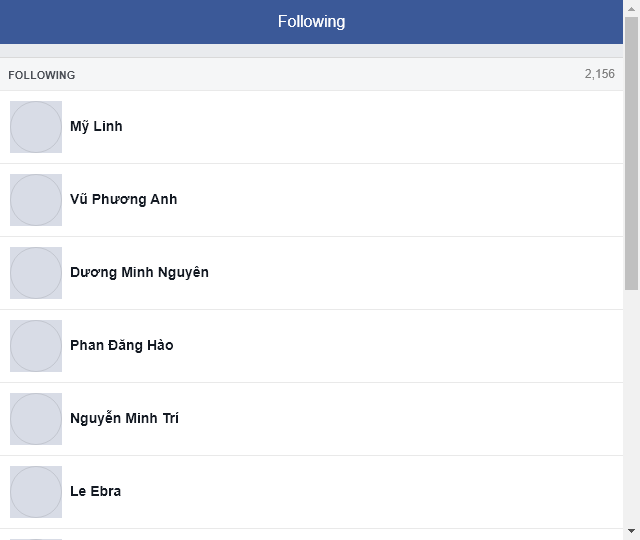 Following
FOLLOWING 2,156
Mỹ Linh
Vũ Phương Anh
Dương Minh Nguyên
Phan Đăng Hào
Nguyễn Minh Trí
Le Ebra